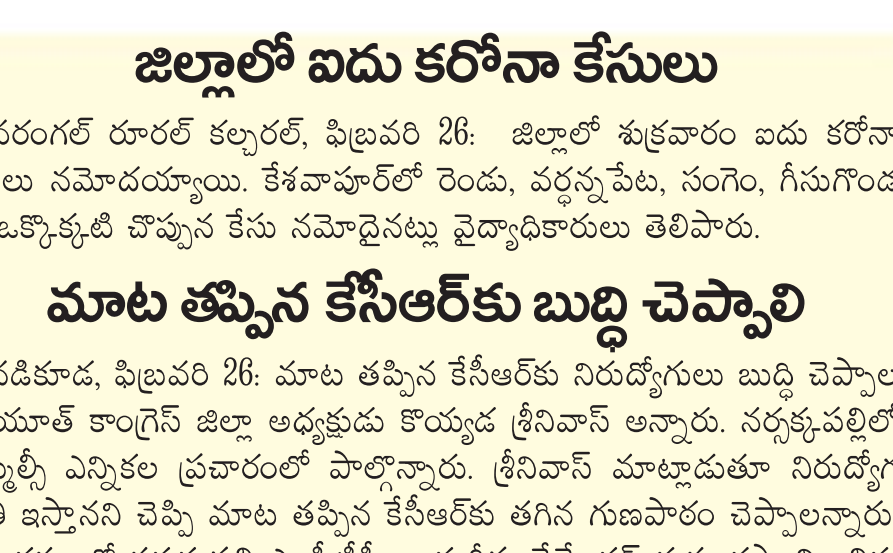 జిల్లాలో ఐదు కరోనా కేసులు
వరంగల్ రూరల్ కల్చరల్, ఫిబ్రవరి 26: జిల్లాలో శుక్రవారం ఐదు కరోనా
లు నమోదయ్యాయి. కేశవాపూర్‌లో రెండు, వర్ధన్నపేట, సంగెం, గీసుగొండ
ఒక్కొక్కటి చొప్పున కేసు నమోదైనట్లు వైద్యాధికారులు తెలిపారు.
మాట తప్పిన కేసీఆర్‌కు బుద్ధి చెప్పాలి
నడికూడ, ఫిబ్రవరి 26: మాట తప్పిన కేసీఆర్‌కు నిరుద్యోగులు బుద్ధి చెప్పాల
యూత్ కాంగ్రెస్ జిల్లా అధ్యక్షుడు కొయ్యడ శ్రీనివాస్ అన్నారు. నర్సక్కపల్లిలో
మ్మెల్సీ ఎన్నికల ప్రచారంలో పాల్గొన్నారు. శ్రీనివాస్ మాట్లాడుతూ నిరుద్యోగ
ఇస్తానని చెప్పి మాట తప్పిన కేసీఆర్‌కు తగిన గుణపాఠం చెప్పాలన్నారు